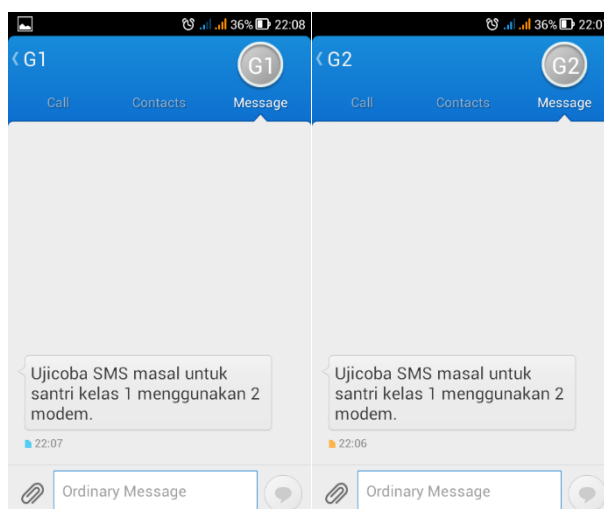 36% 22:08
G1
G1
Call Contacts Message
Ujicoba SMS masal untuk
santri kelas 1 menggunakan 2
modem.
22:07
Ordinary Message
36%
G2
G2
Call Contacts Message
Ujicoba SMS masal untuk
santri kelas 1 menggunakan 2
modem.
22:06
Ordinary Message